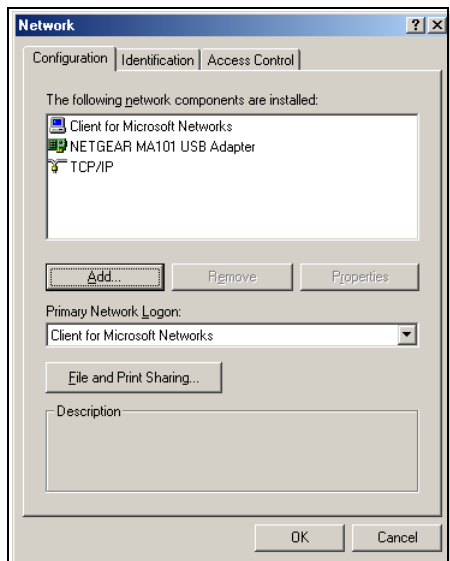 Network
Configuration Identification Access Control
The following network components are installed:
Client for Microsoft Networks
NETGEAR MA101 USB Adapter
TCP/IP
Add... Remove Properties
Primary Network Logon:
Client for Microsoft Networks
File and Print Sharing...
Description
OK Cancel